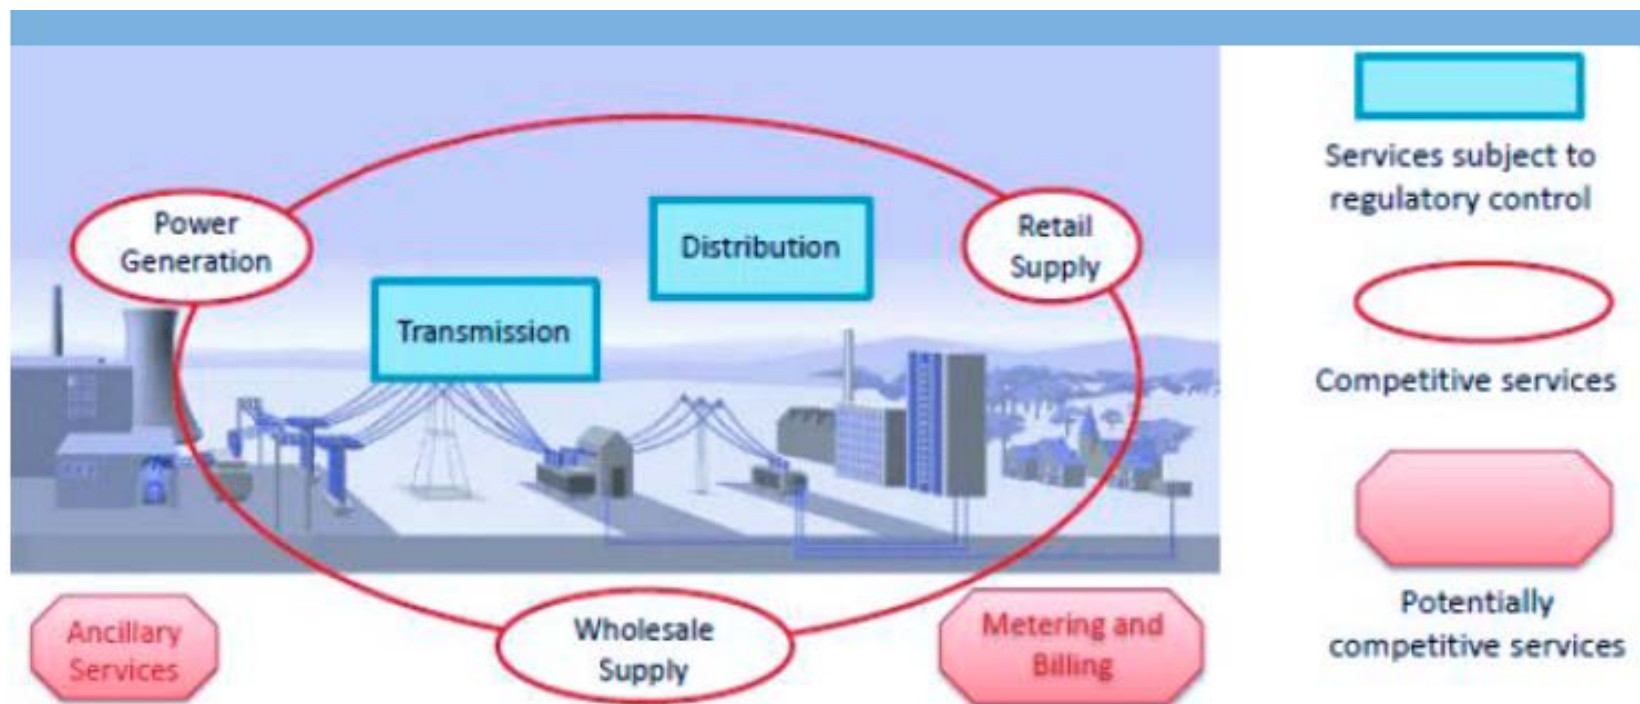 Power
Generation
Transmission
Distribution
Retail
Supply
Ancillary
Services
Wholesale
Supply
Metering and
Billing
Services subject to
regulatory control
Competitive services
Potentially
competitive services